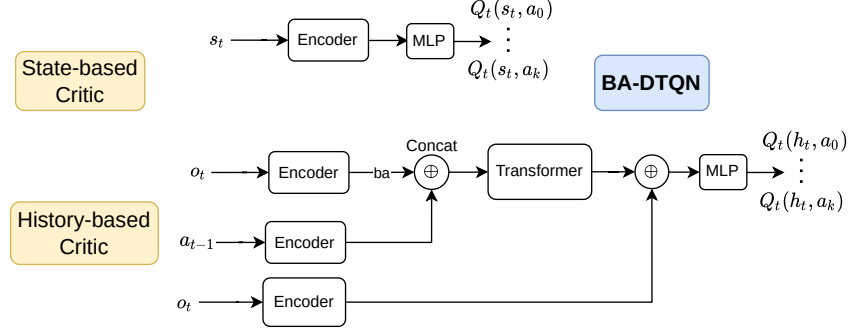 State-based
Critic
s_t
Encoder
MLP
Q_t(s_t, a_0)
⋮
Q_t(s_t, a_k)
BA-DTQN
History-based
Critic
o_t
Encoder
ba
Concat
⊕
Transformer
⊕
MLP
Q_t(h_t, a_0)
⋮
Q_t(h_t, a_k)
a_{t-1}
Encoder
o_t
Encoder